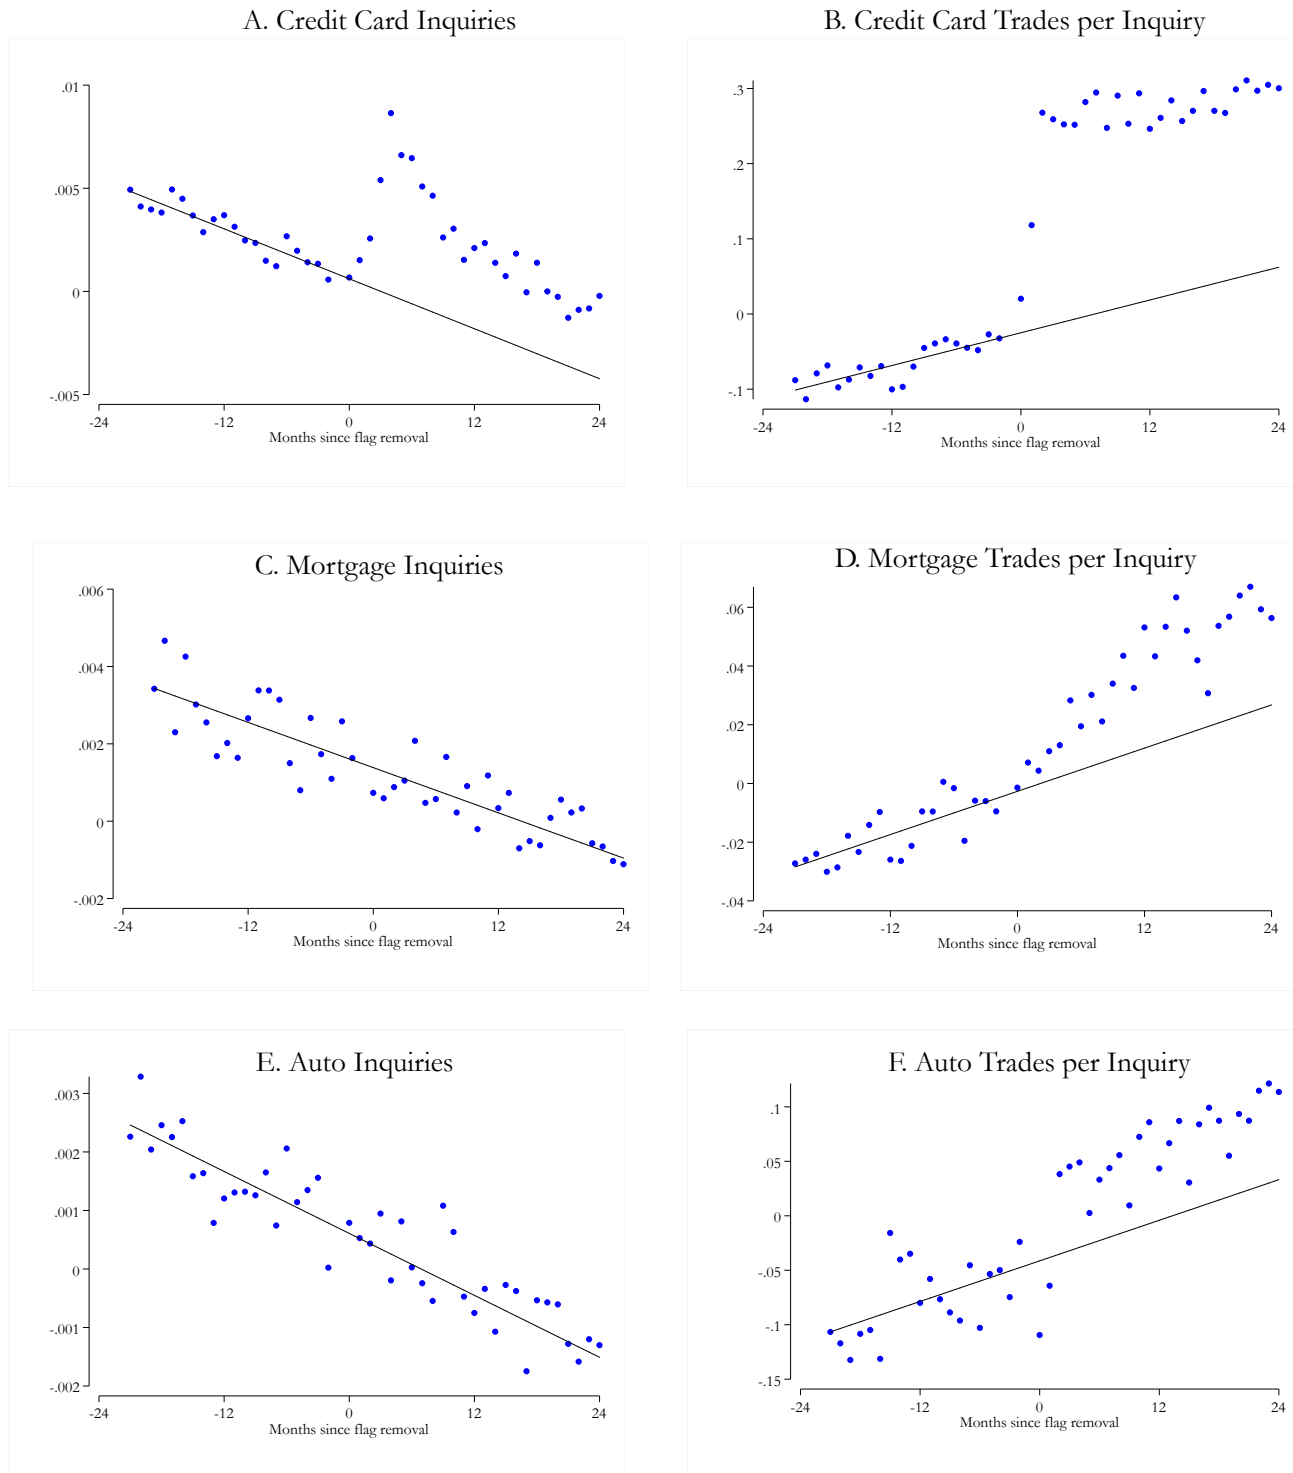 A. Credit Card Inquiries
.01
.005
0
-.005
-24 -12 0 12 24
Months since flag removal
B. Credit Card Trades per Inquiry
.3
.2
.1
0
-.1
-24 -12 0 12 24
Months since flag removal
C. Mortgage Inquiries
.006
.004
.002
0
-.002
-24 -12 0 12 24
Months since flag removal
D. Mortgage Trades per Inquiry
.06
.04
.02
0
-.02
-.04
-24 -12 0 12 24
Months since flag removal
E. Auto Inquiries
.003
.002
.001
0
-.001
-.002
-24 -12 0 12 24
Months since flag removal
F. Auto Trades per Inquiry
.1
.05
0
-.05
-.1
-.15
-24 -12 0 12 24
Months since flag removal